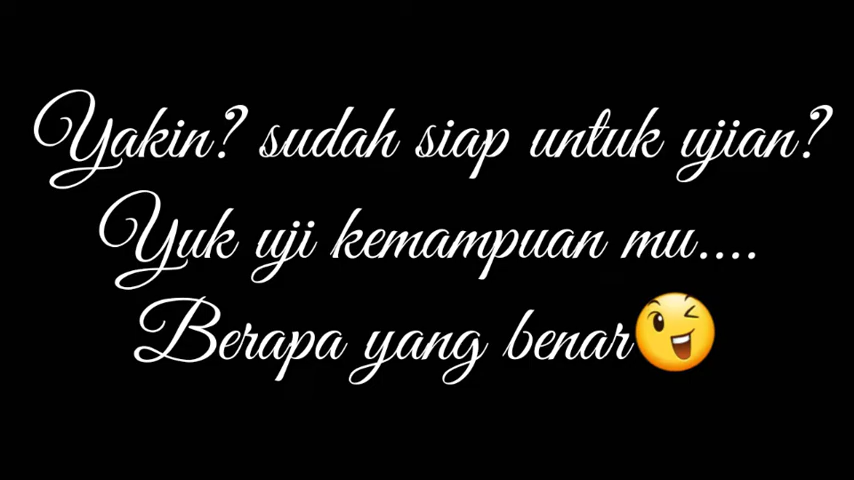 Yakin? sudah siap untuk ujian?
Yuk uji kemampuan mu....
Berapa yang benar😜